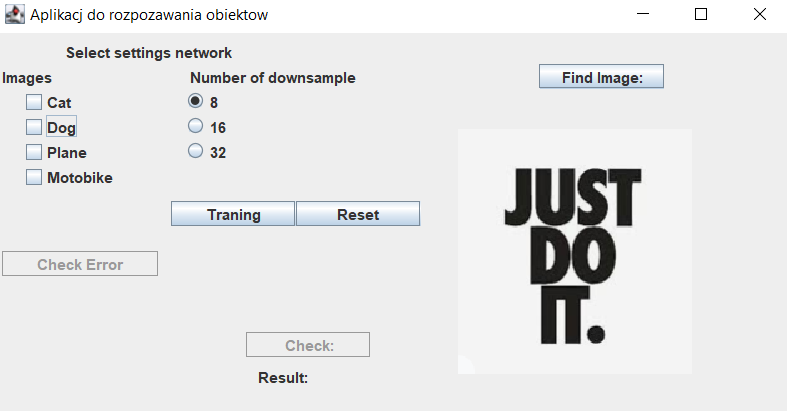 Aplikacj do rozpozawania obiektow
Select settings network
Images
Number of downsample
Find Image:
Cat
8
Dog
16
Plane
32
Motobike
Traning
Reset
Check Error
JUST
DO
IT.
Check:
Result: